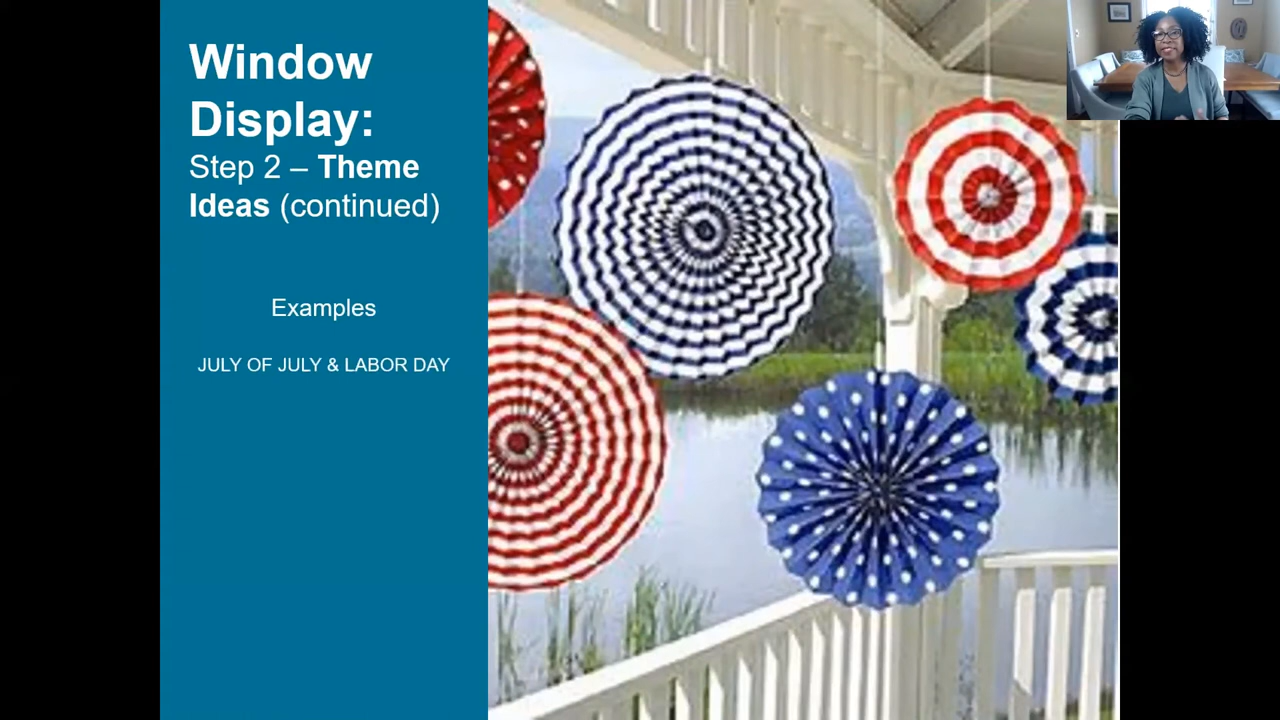 Window
Display:
Step 2 – Theme
Ideas (continued)
Examples
JULY OF JULY & LABOR DAY